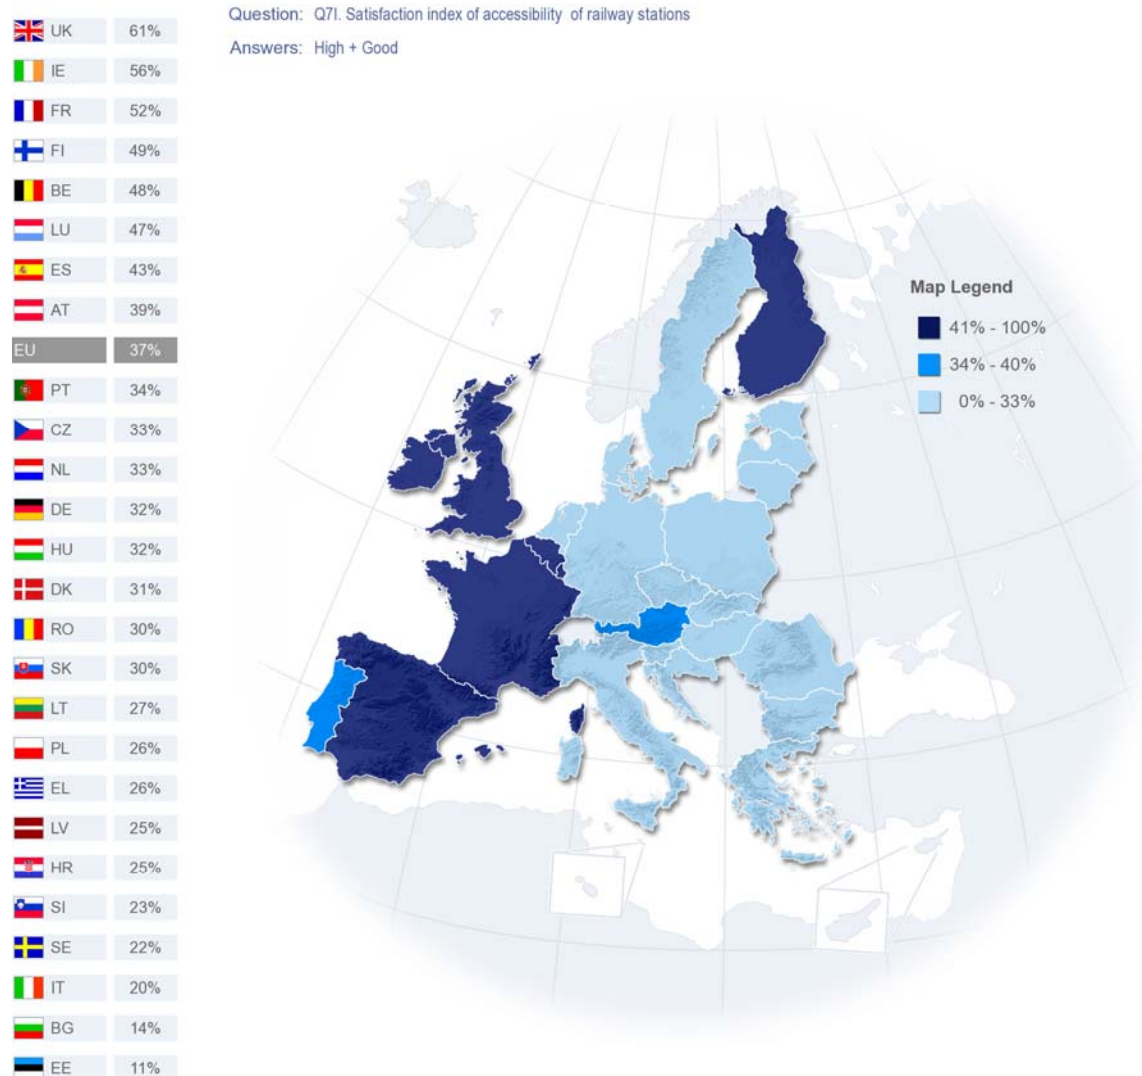 Question: Q7I. Satisfaction index of accessibility of railway stations
Answers: High + Good
UK 61%
IE 56%
FR 52%
FI 49%
BE 48%
LU 47%
ES 43%
AT 39%
EU 37%
PT 34%
CZ 33%
NL 33%
DE 32%
HU 32%
DK 31%
RO 30%
SK 30%
LT 27%
PL 26%
EL 26%
LV 25%
HR 25%
SI 23%
SE 22%
IT 20%
BG 14%
EE 11%
Map Legend
41% - 100%
34% - 40%
0% - 33%